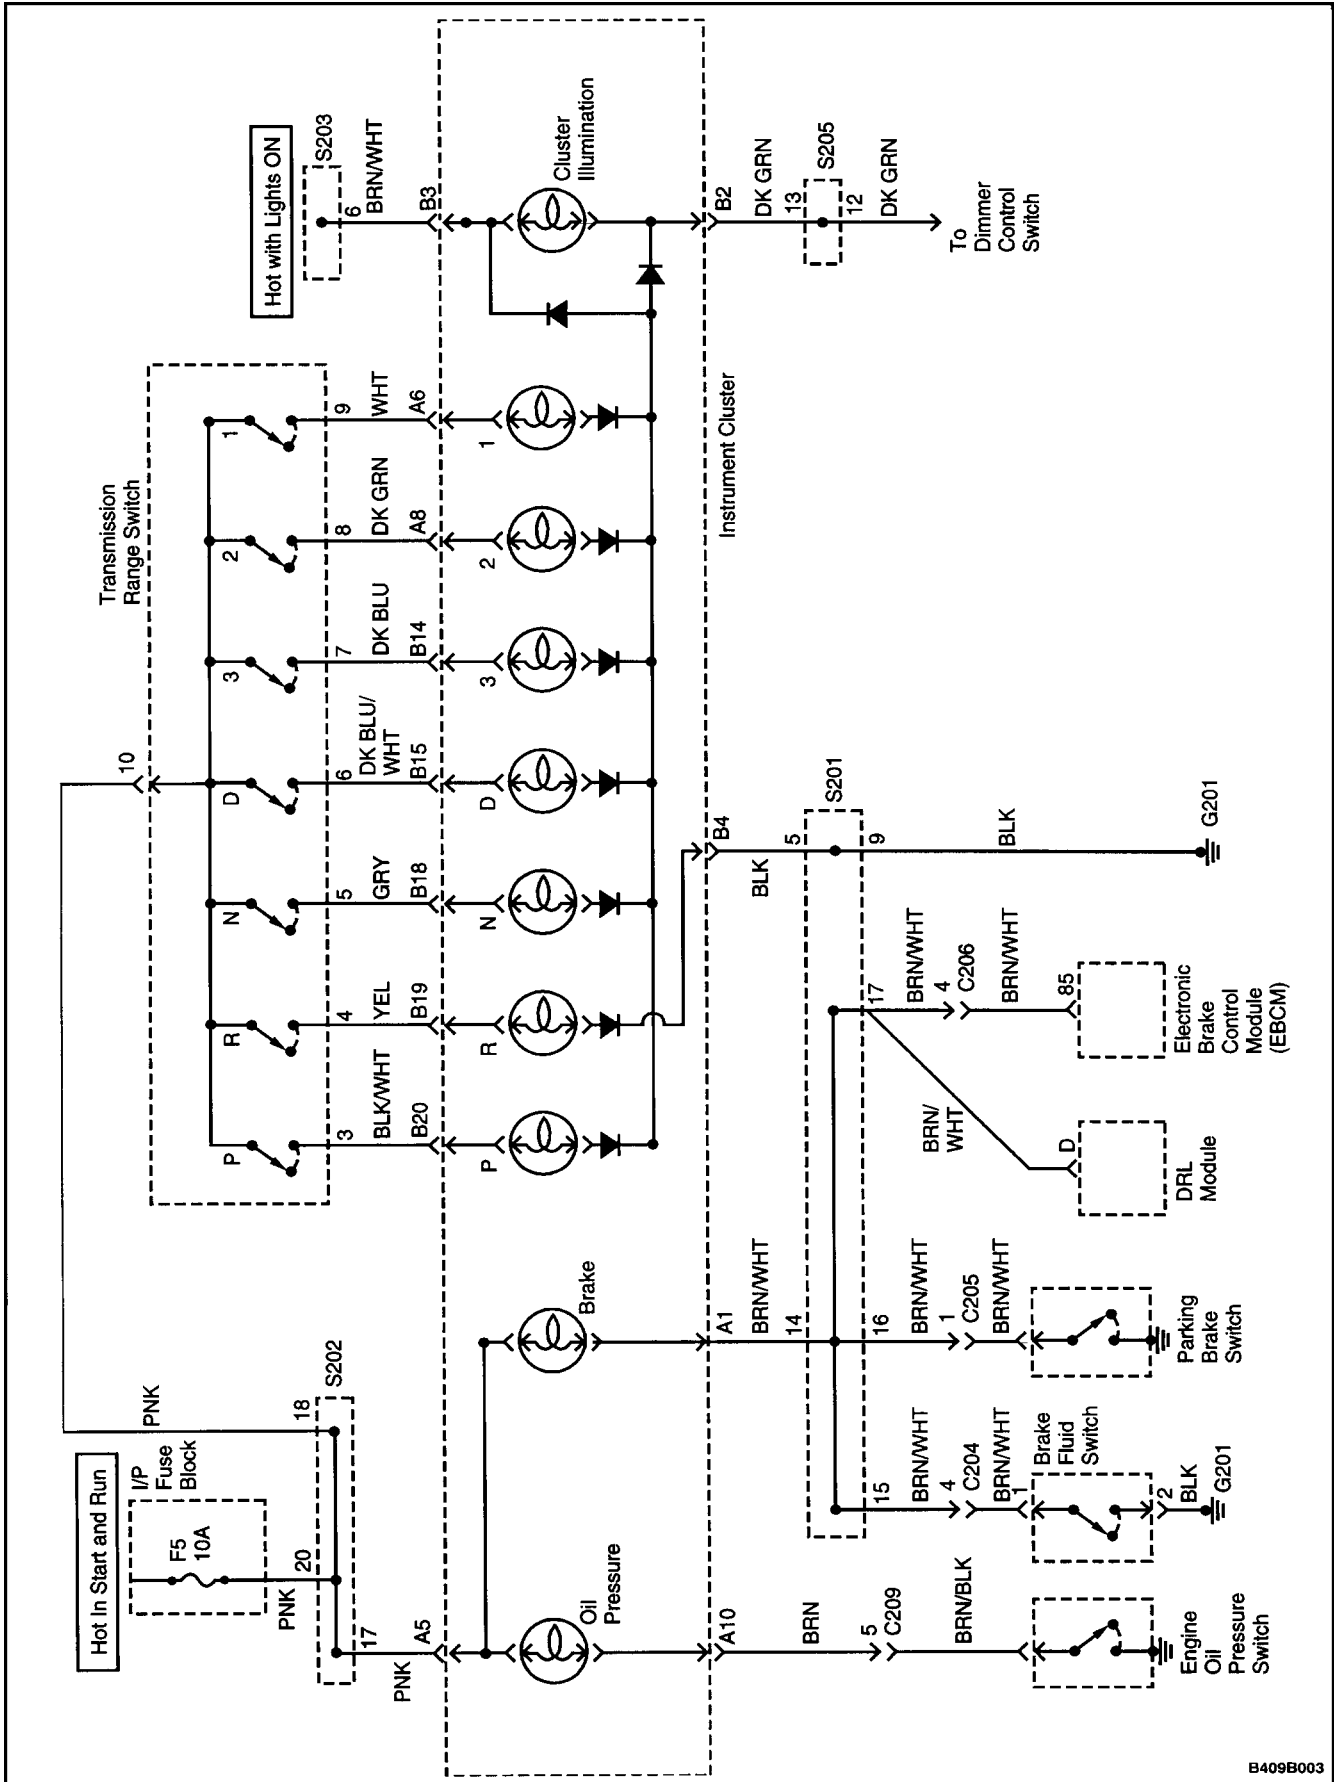 Hot In Start and Run
I/P
Fuse
Block
F5
10A
20
PNK
PNK
18
S202
17
PNK
A5
Transmission
Range Switch
10
P
R
N
D
3
2
1
3
BLK/WHT
B20
4
YEL
B19
5
GRY
B18
6
DK BLU/
WHT
B15
7
DK BLU
B14
8
DK GRN
A8
9
WHT
A6
Hot with Lights ON
S203
6
BRN/WHT
B3
Oil
Pressure
Brake
P
R
N
D
3
2
1
Cluster
Illumination
Instrument Cluster
A10
BRN
5
C209
BRN/BLK
Engine
Oil
Pressure
Switch
A1
BRN/WHT
14
S201
15
BRN/WHT
4
C204
BRN/WHT
1
Brake
Fluid
Switch
2
BLK
G201
16
BRN/WHT
1
C205
BRN/WHT
Parking
Brake
Switch
BRN/
WHT
D
DRL
Module
17
BRN/WHT
4
C206
BRN/WHT
85
Electronic
Brake
Control
Module
(EBCM)
B4
BLK
5
9
BLK
G201
B2
DK GRN
13
S205
12
DK GRN
To
Dimmer
Control
Switch
B409B003